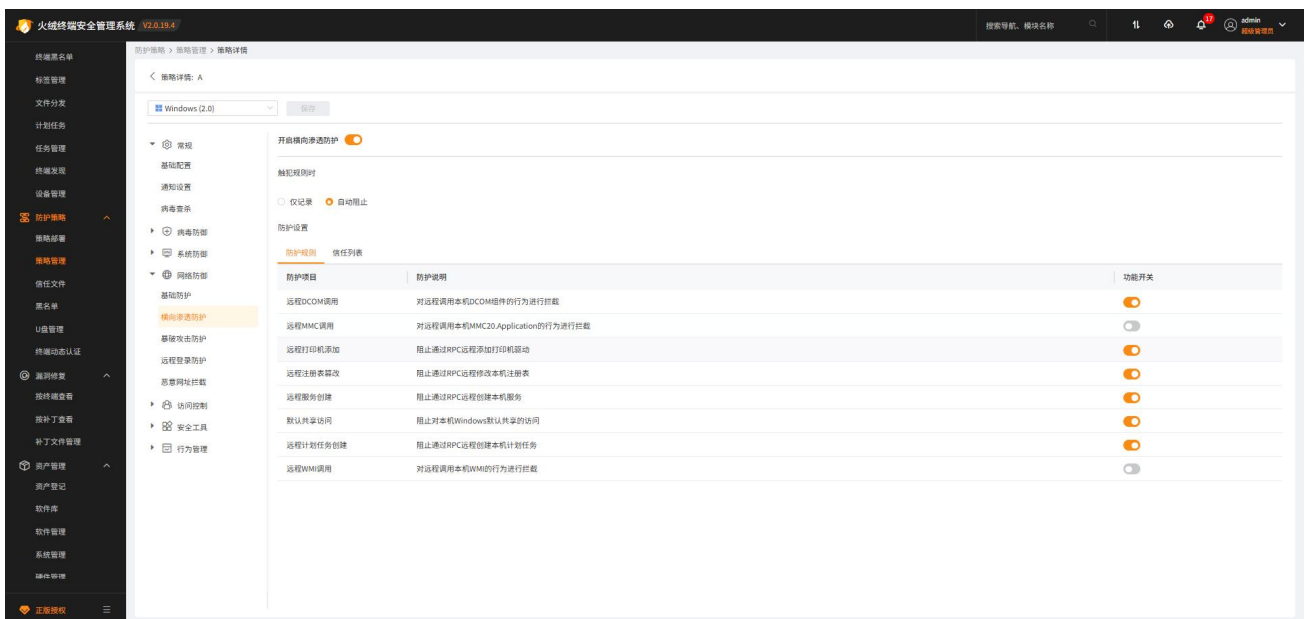 火绒终端安全管理系统 V2.0.19.4
搜索导航、模块名称
17
admin
超级管理员
终端黑名单
标签管理
文件分发
计划任务
任务管理
终端发现
设备管理
防护策略
策略部署
策略管理
信任文件
黑名单
U盘管理
终端动态认证
漏洞修复
按终端查看
按补丁查看
补丁文件管理
资产管理
资产登记
软件库
软件管理
系统管理
硬件管理
正版授权
防护策略 > 策略管理 > 策略详情
策略详情: A
Windows (2.0)
保存
常规
基础配置
通知设置
病毒查杀
病毒防御
系统防御
网络防御
基础防护
横向渗透防护
暴破攻击防护
远程登录防护
恶意网址拦截
访问控制
安全工具
行为管理
开启横向渗透防护
触犯规则时
仅记录 自动阻止
防护设置
防护规则 信任列表
防护项目 防护说明 功能开关
远程DCOM调用 对远程调用本机DCOM组件的行为进行拦截
远程MMC调用 对远程调用本机MMC20.Application的行为进行拦截
远程打印机添加 阻止通过RPC远程添加打印机驱动
远程注册表篡改 阻止通过RPC远程修改本机注册表
远程服务创建 阻止通过RPC远程创建本机服务
默认共享访问 阻止对本机Windows默认共享的访问
远程计划任务创建 阻止通过RPC远程创建本机计划任务
远程WMI调用 对远程调用本机WMI的行为进行拦截